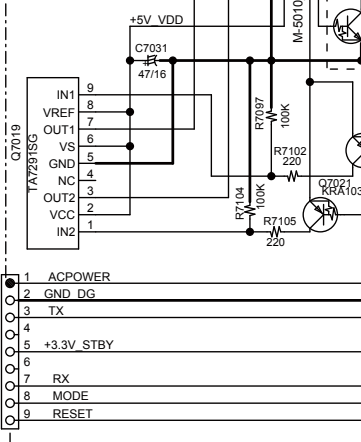 +5V_VDD
M-5010
C7031
47/16
Q7019
TA7291SG
IN1 9
VREF 8
OUT1 7
VS 6
GND 5
NC 4
OUT2 3
VCC 2
IN2 1
R7097
100K
R7102
220
Q7021
KRA103
R7104
100K
R7105
220
1 ACPOWER
2 GND_DG
3 TX
4
5 +3.3V_STBY
6
7 RX
8 MODE
9 RESET